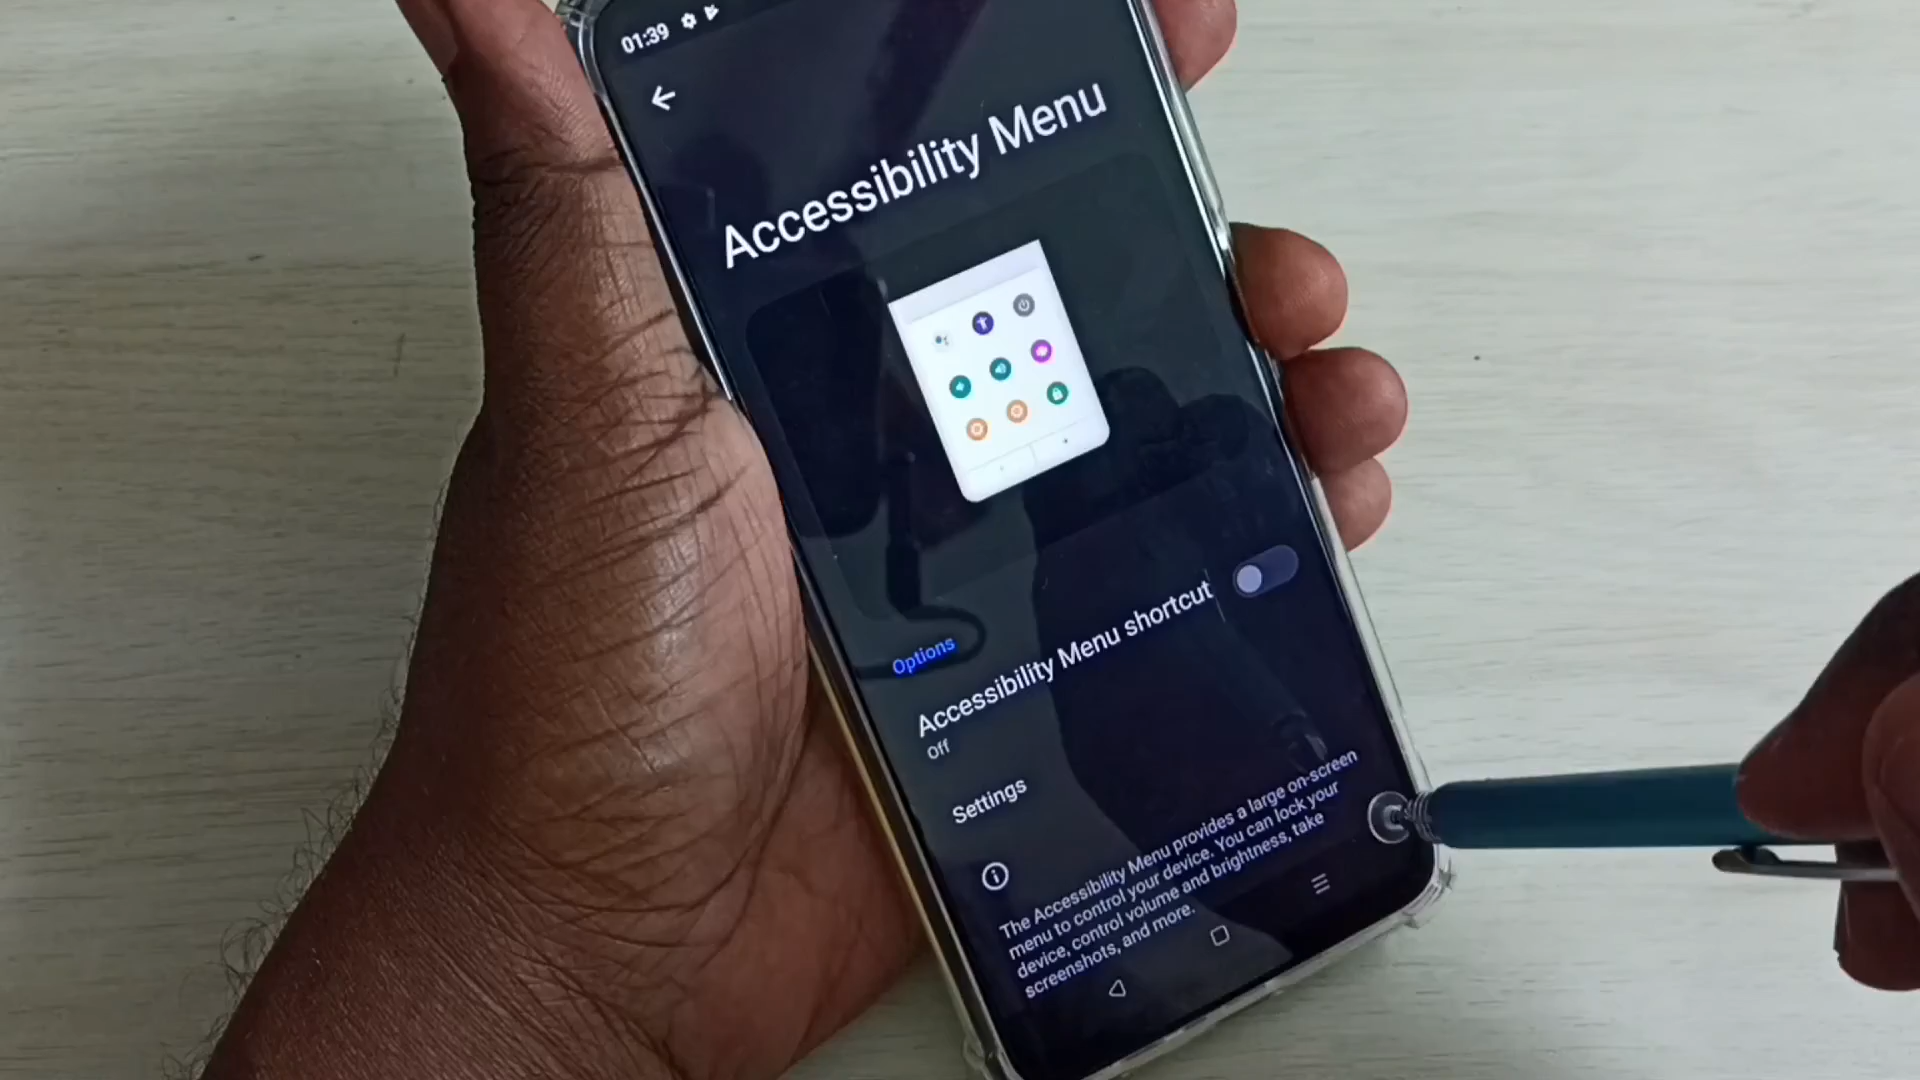 01:39
Accessibility Menu
Options
Accessibility Menu shortcut
Off
Settings
The Accessibility Menu provides a large on-screen
menu to control your device. You can lock your
device, control volume and brightness, take
screenshots, and more.